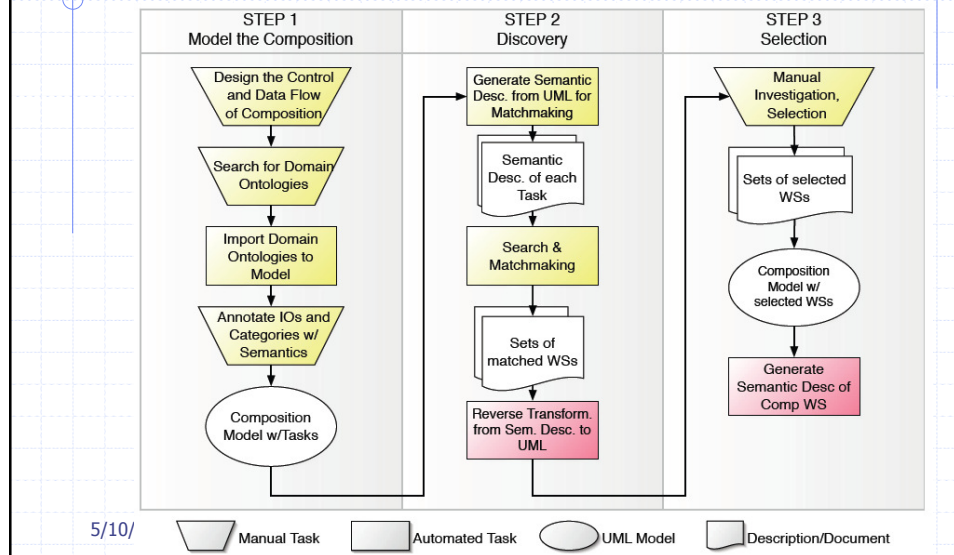 STEP 1
Model the Composition
Design the Control
and Data Flow
of Composition
Search for Domain
Ontologies
Import Domain
Ontologies to
Model
Annotate IOs and
Categories w/
Semantics
Composition
Model w/Tasks
STEP 2
Discovery
Generate Semantic
Desc. from UML for
Matchmaking
Semantic
Desc. of each
Task
Search &
Matchmaking
Sets of
matched WSs
Reverse Transform.
from Sem. Desc. to
UML
STEP 3
Selection
Manual
Investigation,
Selection
Sets of selected
WSs
Composition
Model w/
selected WSs
Generate
Semantic Desc of
Comp WS
5/10/
Manual Task
Automated Task
UML Model
Description/Document